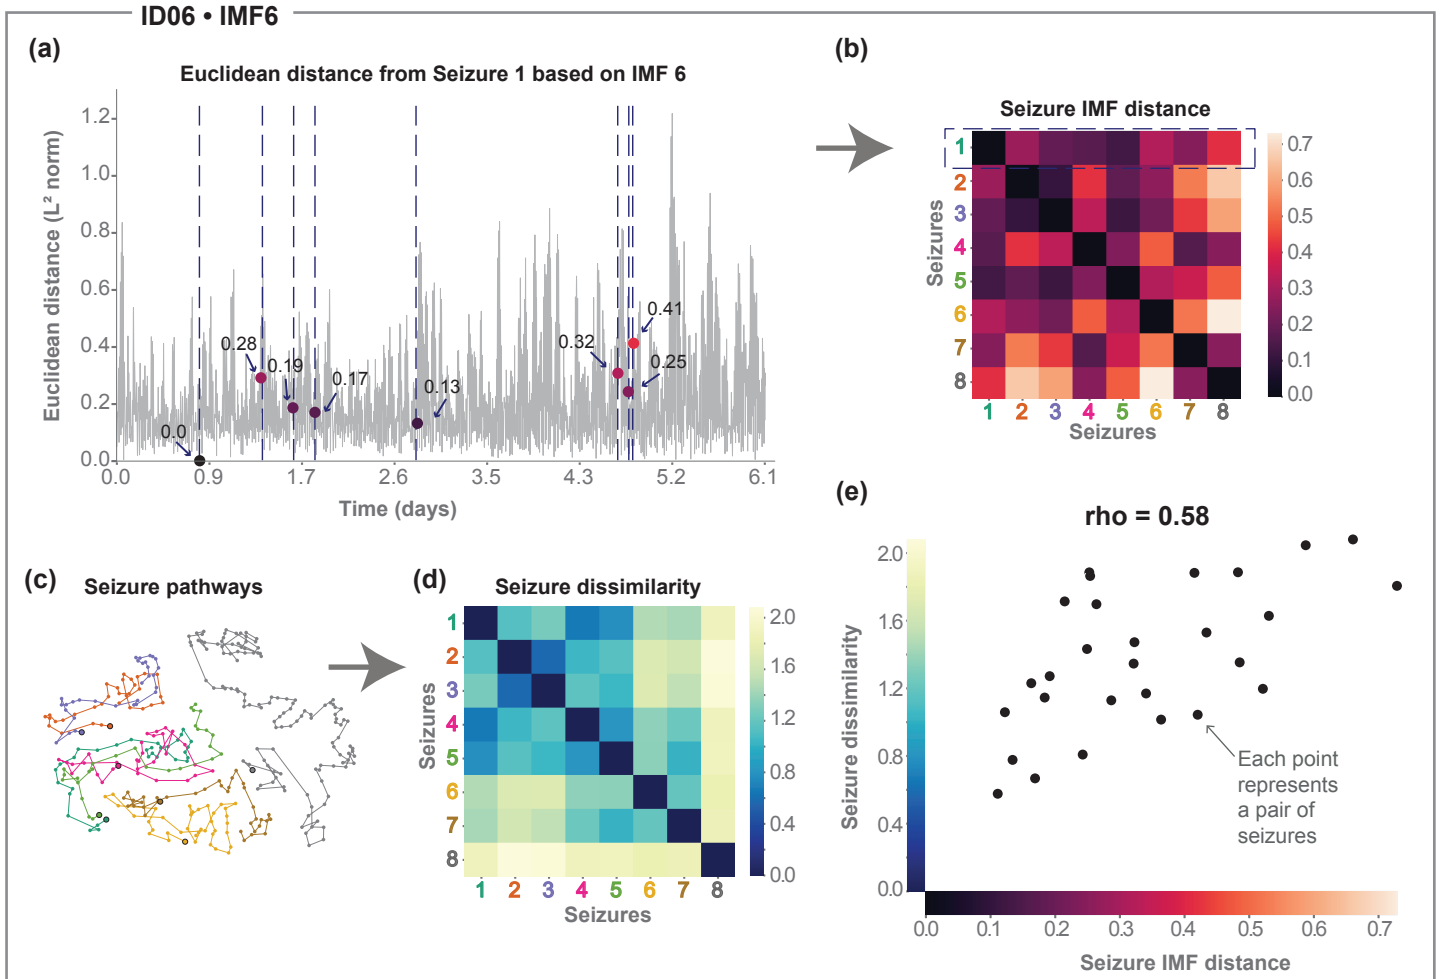 ID06 • IMF6
(a)
Euclidean distance from Seizure 1 based on IMF 6
Euclidean distance (L² norm)
1.2
1.0
0.8
0.6
0.4
0.2
0.0
0.0
0.28
0.19
0.17
0.13
0.32
0.41
0.25
0.0 0.9 1.7 2.6 3.5 4.3 5.2 6.1
Time (days)
(b)
Seizure IMF distance
Seizures
1
2
3
4
5
6
7
8
1 2 3 4 5 6 7 8
Seizures
0.7
0.6
0.5
0.4
0.3
0.2
0.1
0.0
(c)
Seizure pathways
(d)
Seizure dissimilarity
Seizures
1
2
3
4
5
6
7
8
1 2 3 4 5 6 7 8
Seizures
2.0
1.6
1.2
0.8
0.4
0.0
(e)
rho = 0.58
Seizure dissimilarity
2.0
1.6
1.2
0.8
0.4
0.0
Each point
represents
a pair of
seizures
0.0 0.1 0.2 0.3 0.4 0.5 0.6 0.7
Seizure IMF distance